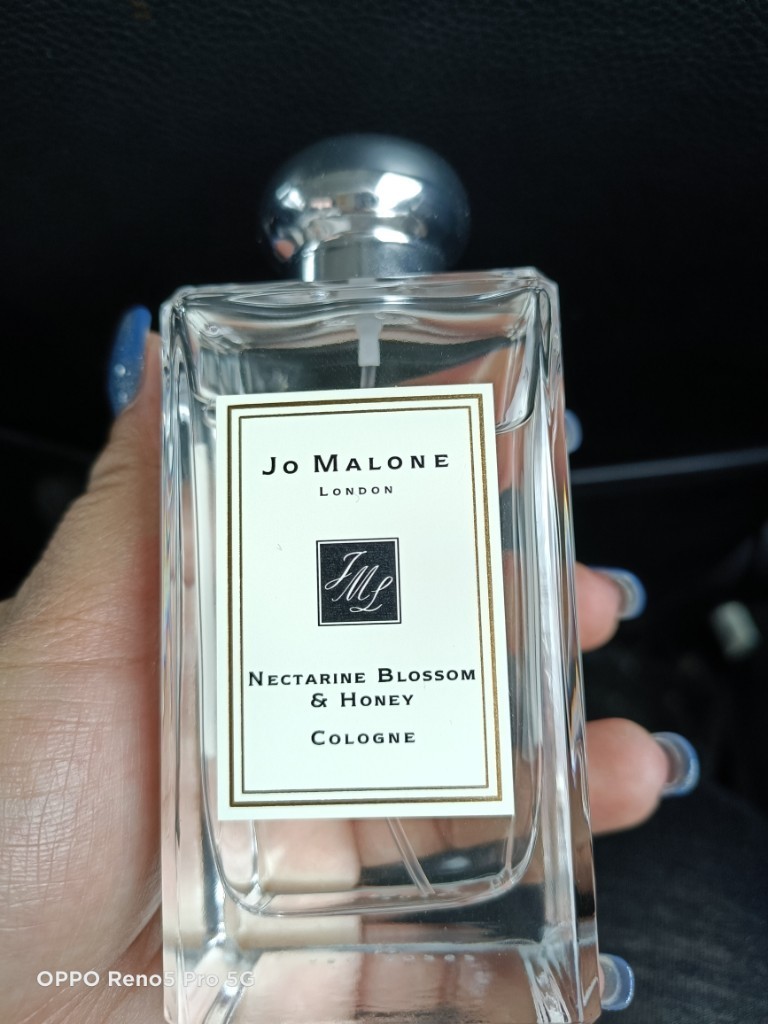 Jo Malone
London
JML
Nectarine Blossom
& Honey
Cologne
OPPO Reno5 Pro 5G